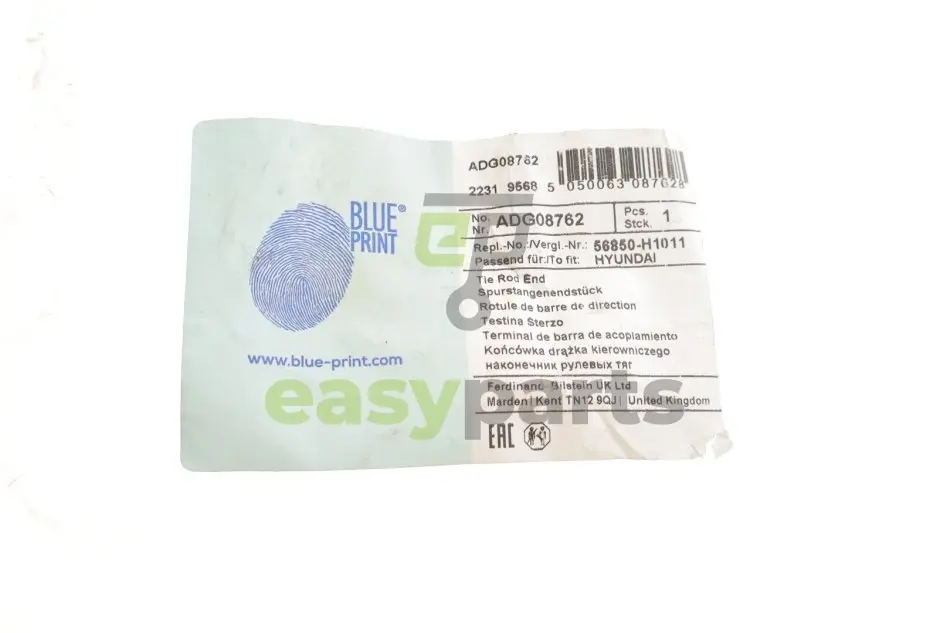 BLUE®
PRINT
www.blue-print.com
ADG08762
2231 9568 5 050063 087628
No.
Nr. ADG08762
Pcs.
Stck. 1
Repl.-No.:/Vergl.-Nr.: 56850-H1011
Passend für:/To fit: HYUNDAI
Tie Rod End
Spurstangenendstück
Rotule de barre de direction
Testina Sterzo
Terminal de barra de acoplamiento
Końcówka drążka kierowniczego
наконечник рулевых тяг
Ferdinand Bilstein UK Ltd
Marden | Kent TN12 9QJ | United Kingdom
EAC
easyparts